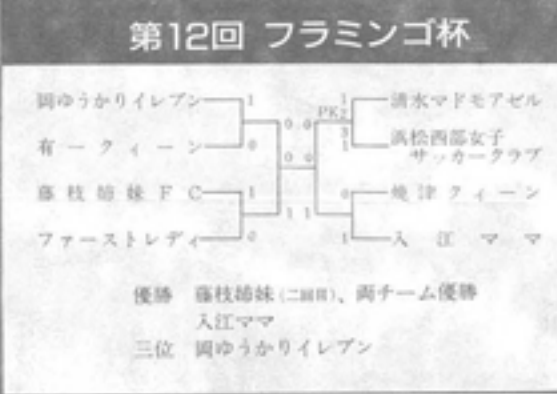 第12回 フラミンゴ杯
岡ゆうかりイレブン 1
有一クィーン 0
藤枝姉妹FC 1
ファーストレディ 0
0 0
0 0
1 1
1 清水マドモアゼル
PK2
3
1 浜松西部女子
サッカークラブ
0 焼津クィーン
1 入江ママ
優勝 藤枝姉妹(二回目)、両チーム優勝
入江ママ
三位 岡ゆうかりイレブン